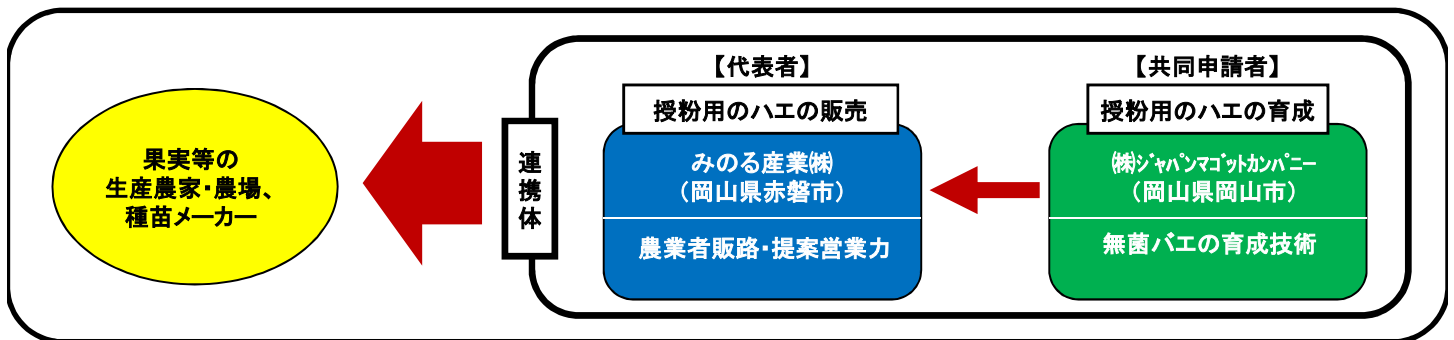 果実等の
生産農家・農場、
種苗メーカー
連
携
体
【代表者】
授粉用のハエの販売
みのる産業㈱
（岡山県赤磐市）
農業者販路・提案営業力
【共同申請者】
授粉用のハエの育成
㈱ｼﾞｬﾊﾟﾝﾏｺﾞｯﾄｶﾝﾊﾟﾆー
（岡山県岡山市）
無菌バエの育成技術